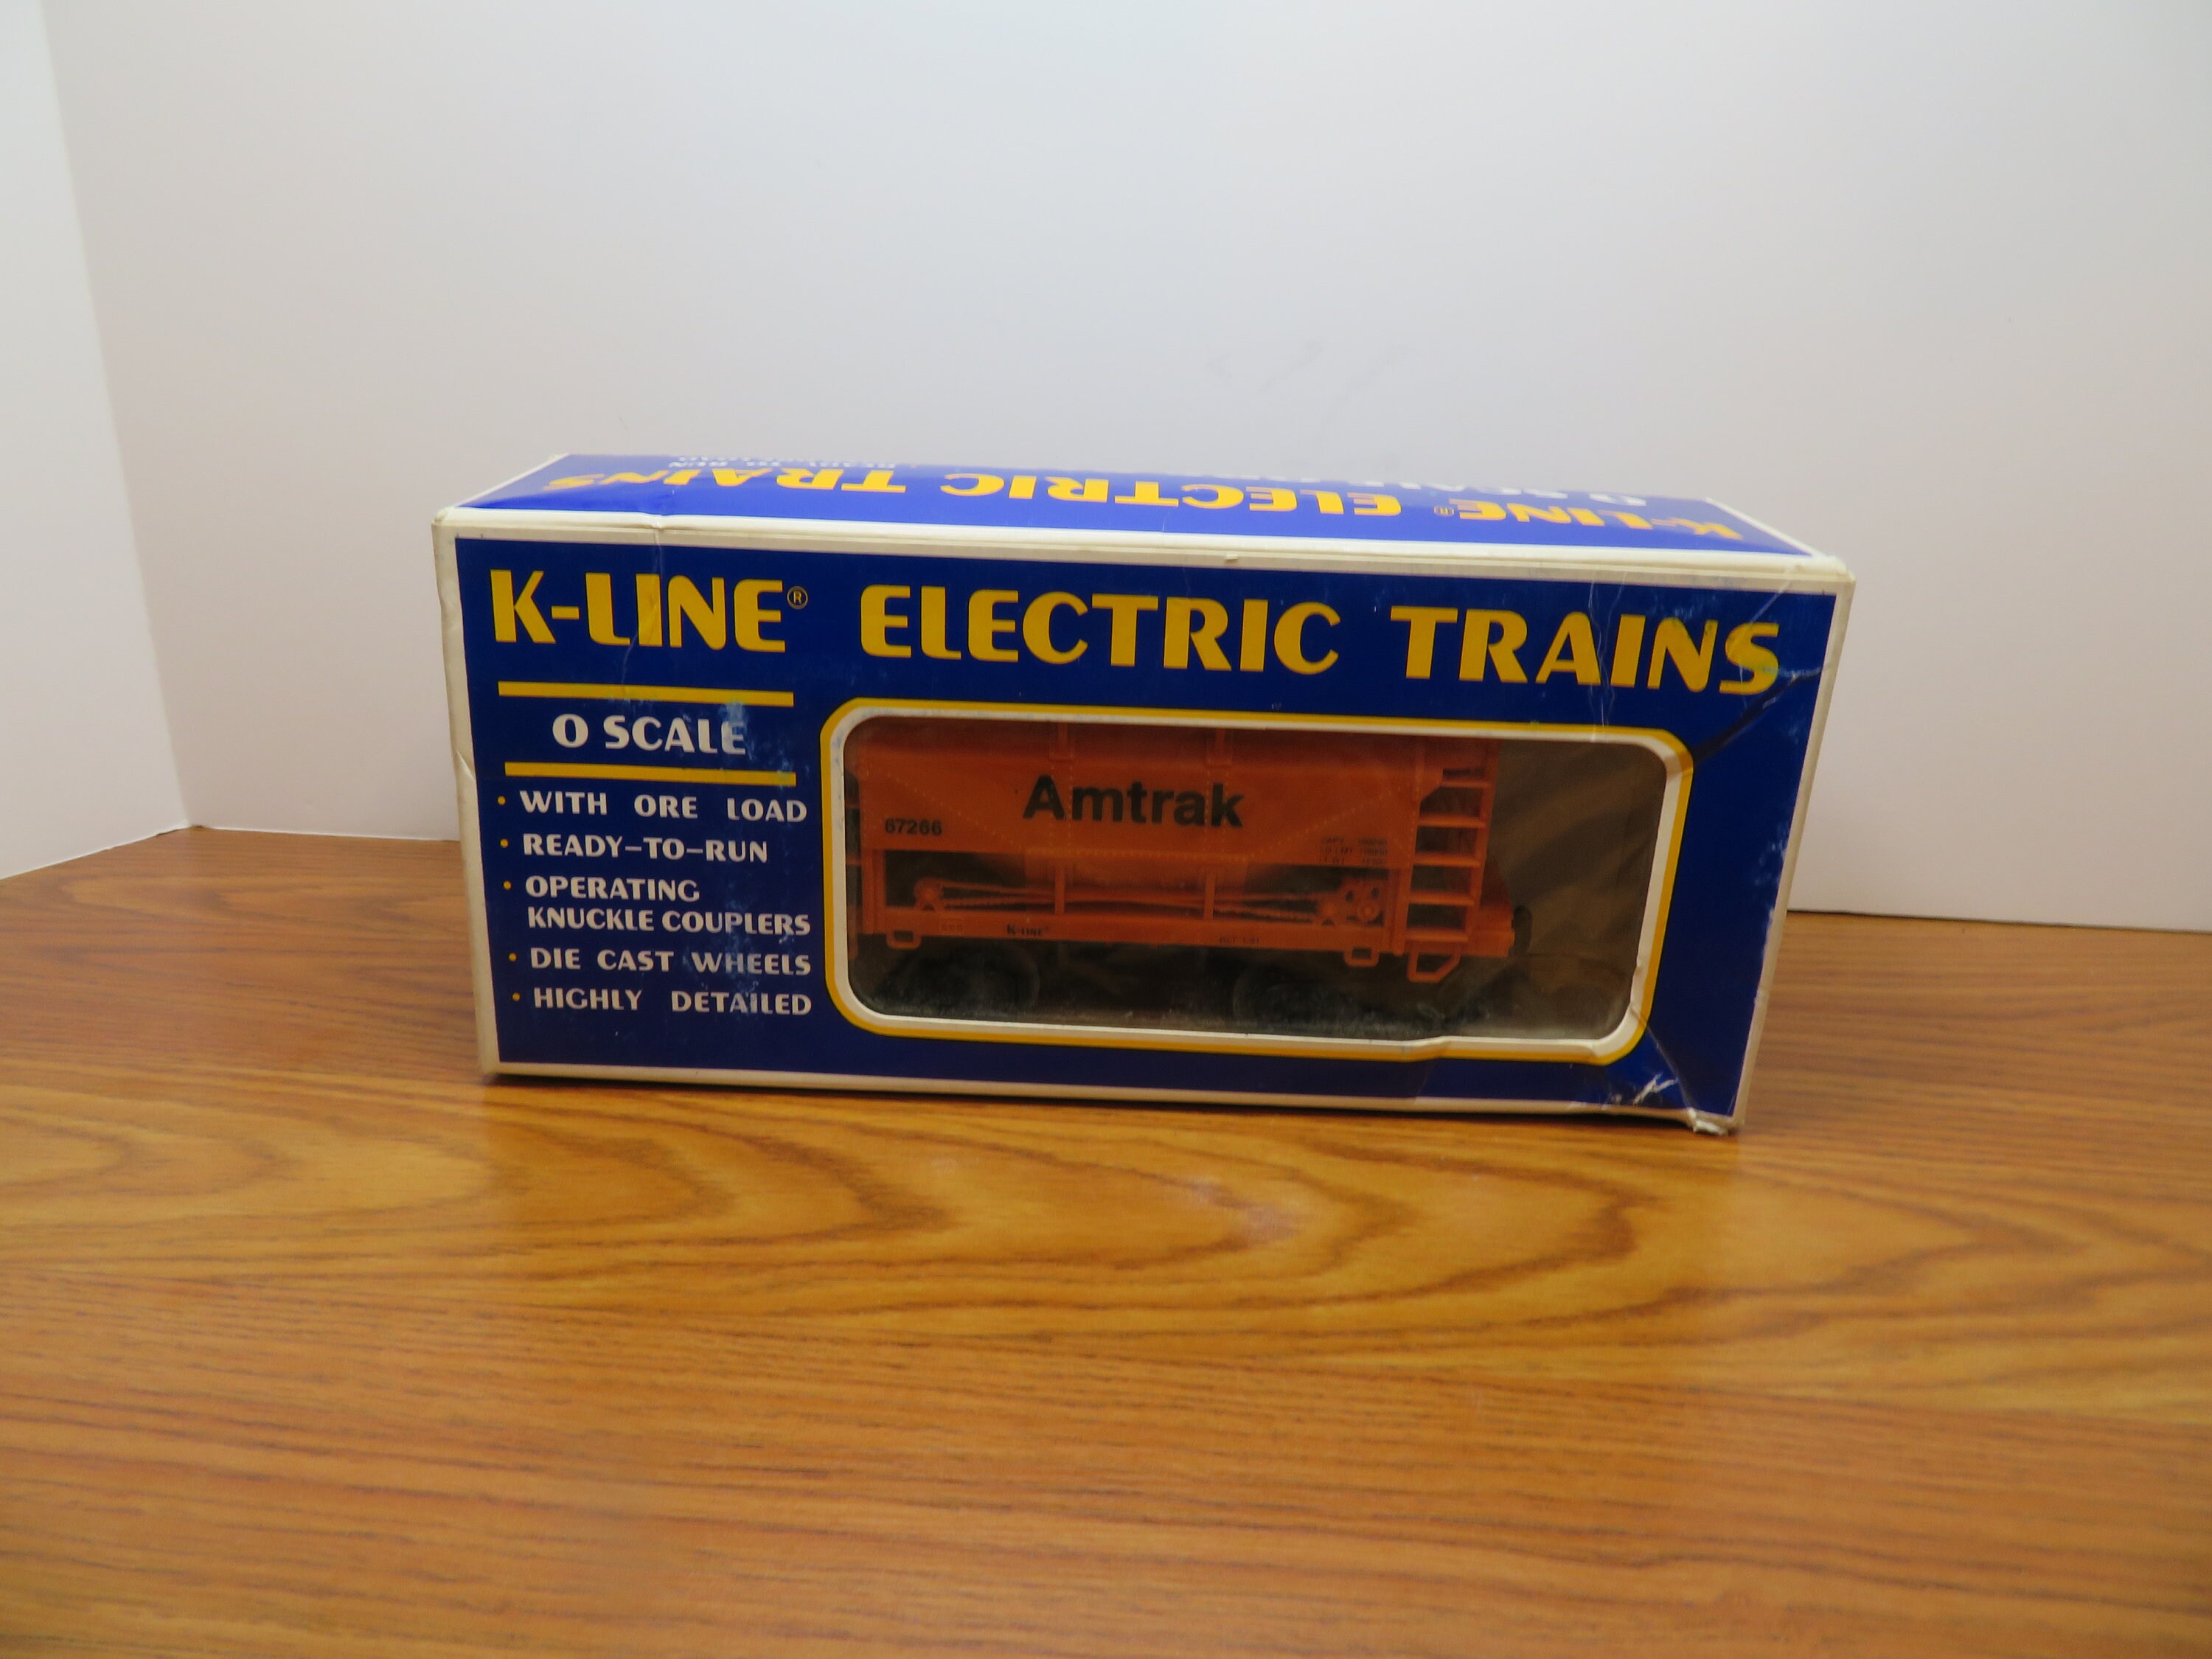 K-LINE® ELECTRIC TRAINS
K-LINE® ELECTRIC TRAINS
O SCALE
• WITH ORE LOAD
• READY-TO-RUN
• OPERATING
KNUCKLE COUPLERS
• DIE CAST WHEELS
• HIGHLY DETAILED
Amtrak
67266
K-LINE